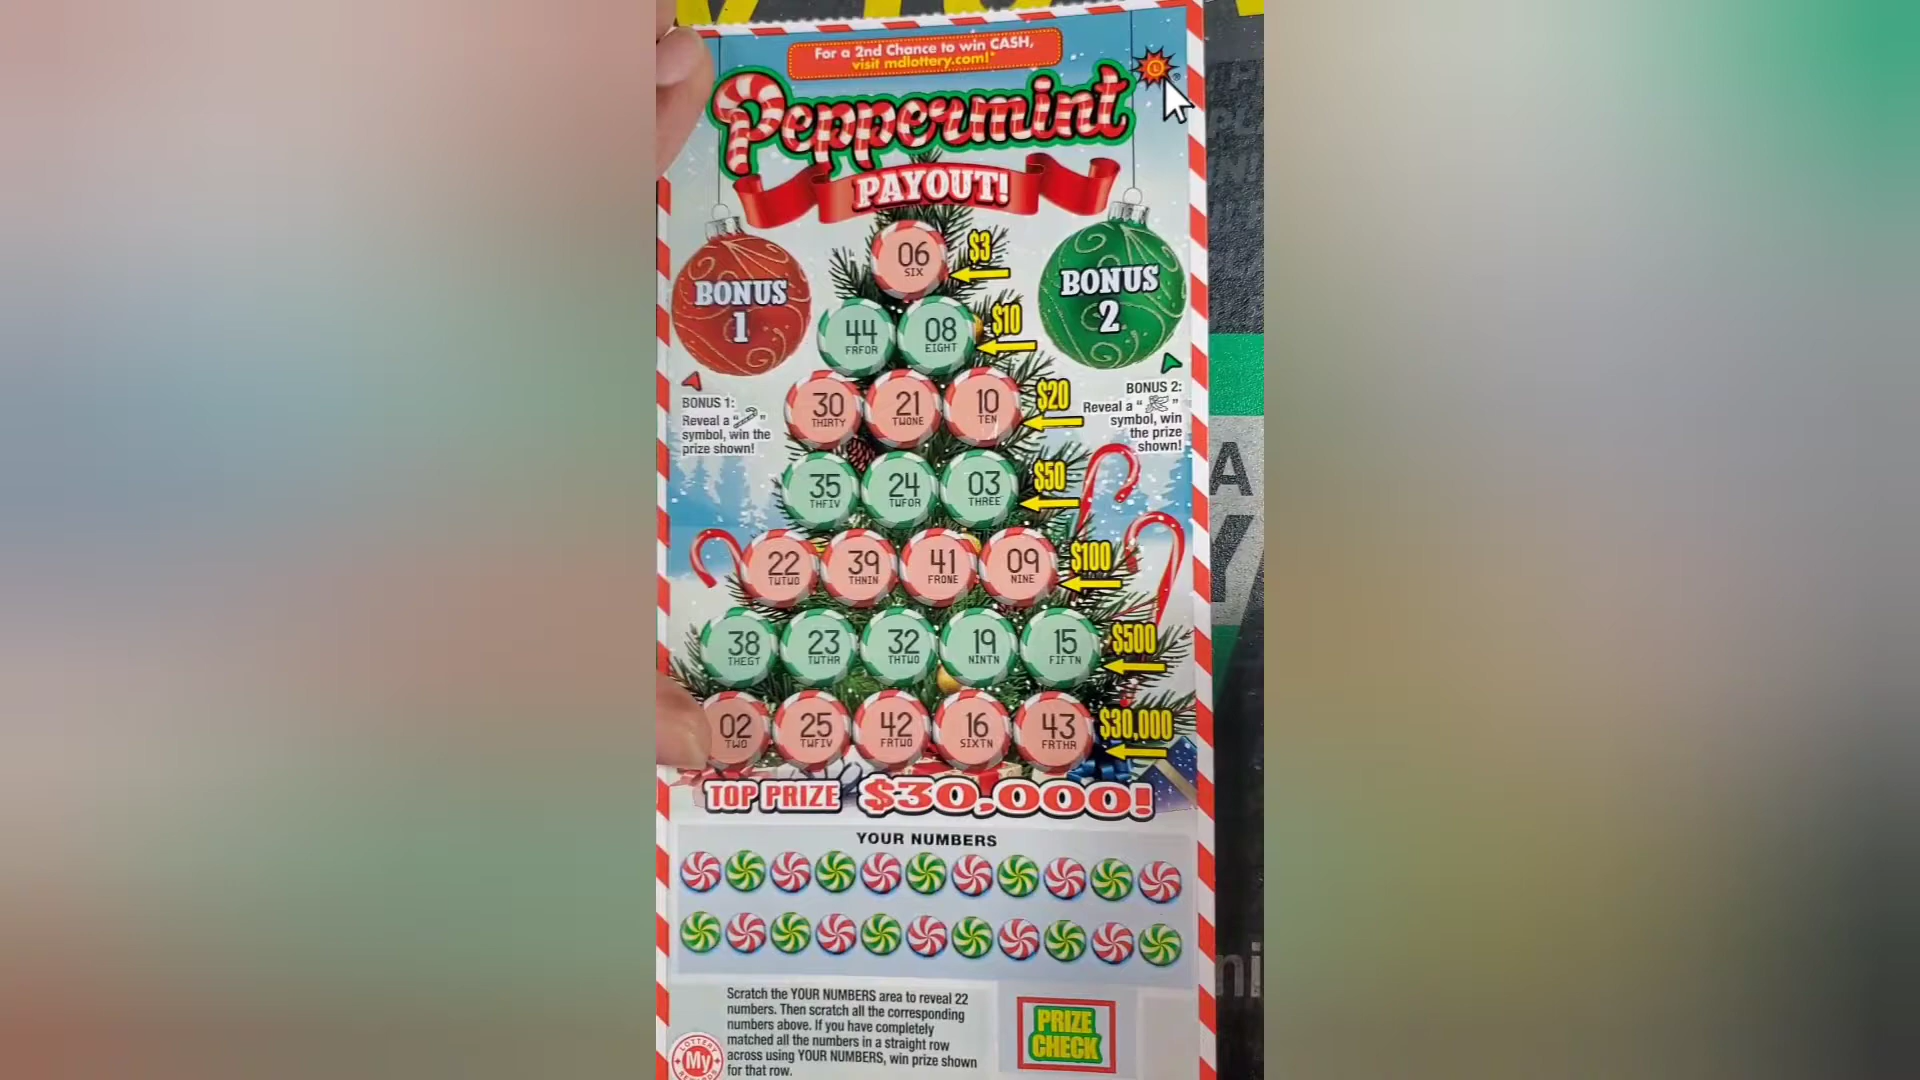 For a 2nd Chance to win CASH,
visit mdlottery.com!*
Peppermint
PAYOUT!
BONUS
1
BONUS
2
06
SIX
$3
44
FRFOR
08
EIGHT
$10
30
THIRTY
21
TWONE
10
TEN
$20
BONUS 1:
Reveal a " "
symbol, win the
prize shown!
BONUS 2:
Reveal a " "
symbol, win
the prize
shown!
35
THFIV
24
TWFOR
03
THREE
$50
22
TWTWO
39
THNIN
41
FRONE
09
NINE
$100
38
THEGT
23
TWTHR
32
THTWO
19
NINTN
15
FIFTN
$500
02
TWO
25
TWFIV
42
FRTWO
16
SIXTN
43
FRTHR
$30,000
TOP PRIZE $30,000!
YOUR NUMBERS
Scratch the YOUR NUMBERS area to reveal 22
numbers. Then scratch all the corresponding
numbers above. If you have completely
matched all the numbers in a straight row
across using YOUR NUMBERS, win prize shown
for that row.
PRIZE
CHECK
LOTTERY
My
A
Y